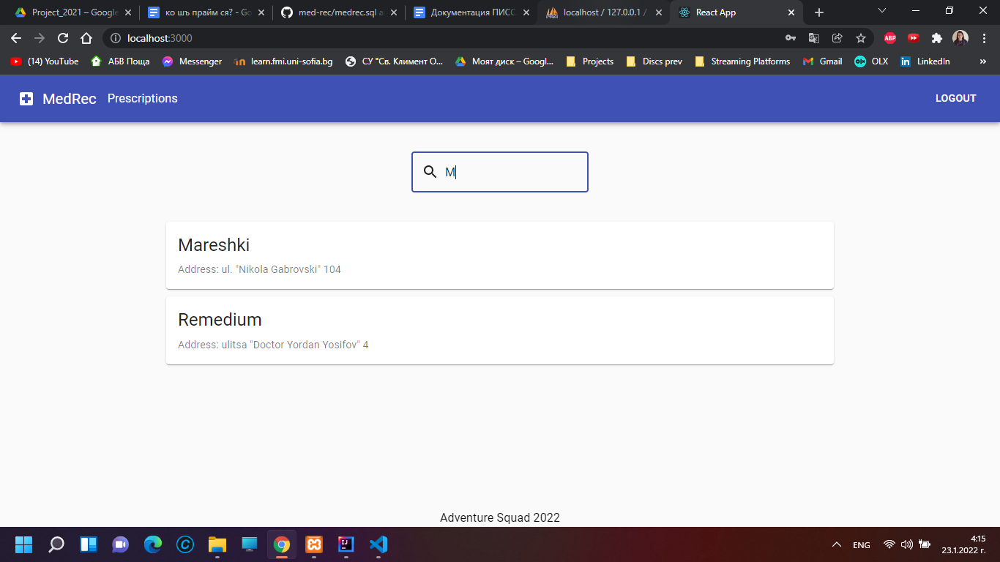 Project_2021 – Google
ко шъ прайм ся? - Go
med-rec/medrec.sql a
Документация ПИСС
localhost / 127.0.0.1 /
React App
localhost:3000
ABP
(14) YouTube
АБВ Поща
Messenger
learn.fmi.uni-sofia.bg
СУ "Св. Климент О...
Моят диск – Googl...
Projects
Discs prev
Streaming Platforms
Gmail
OLX
LinkedIn
»
MedRec
Prescriptions
LOGOUT
M
Mareshki
Address: ul. "Nikola Gabrovski" 104
Remedium
Address: ulitsa "Doctor Yordan Yosifov" 4
Adventure Squad 2022
ENG
4:15
23.1.2022 г.